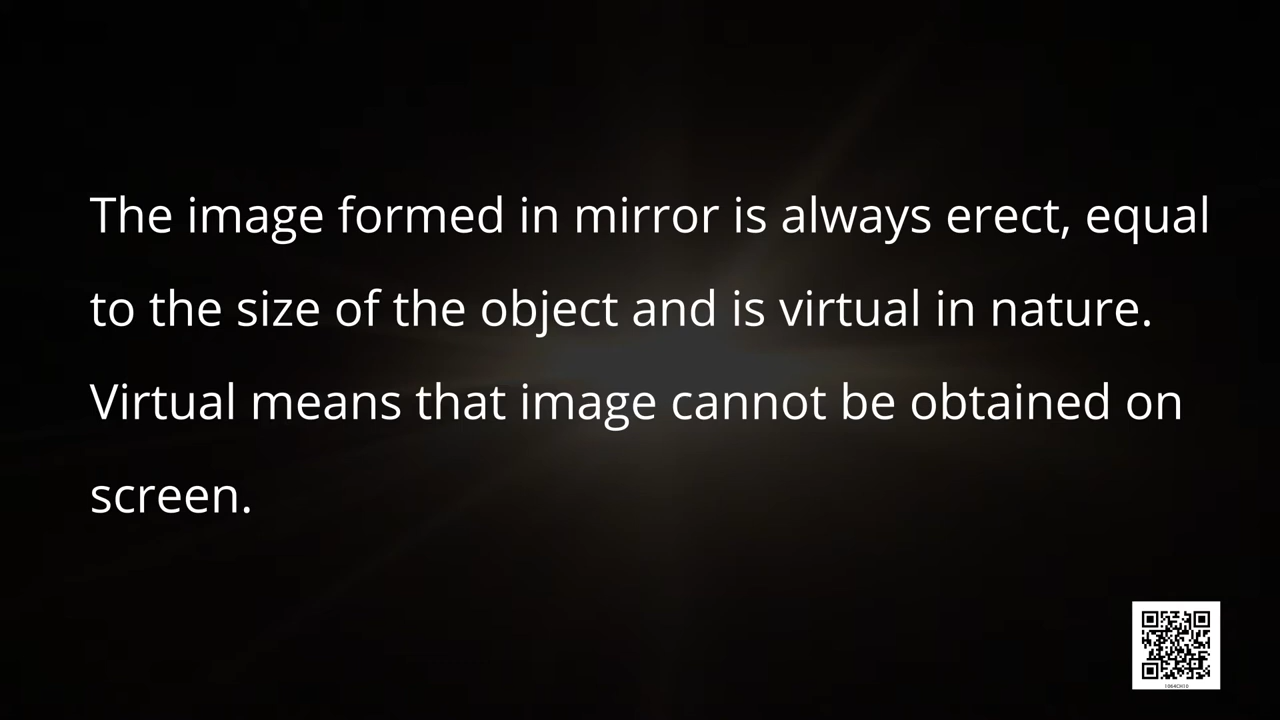 The image formed in mirror is always erect, equal
to the size of the object and is virtual in nature.
Virtual means that image cannot be obtained on
screen.
1064CH10